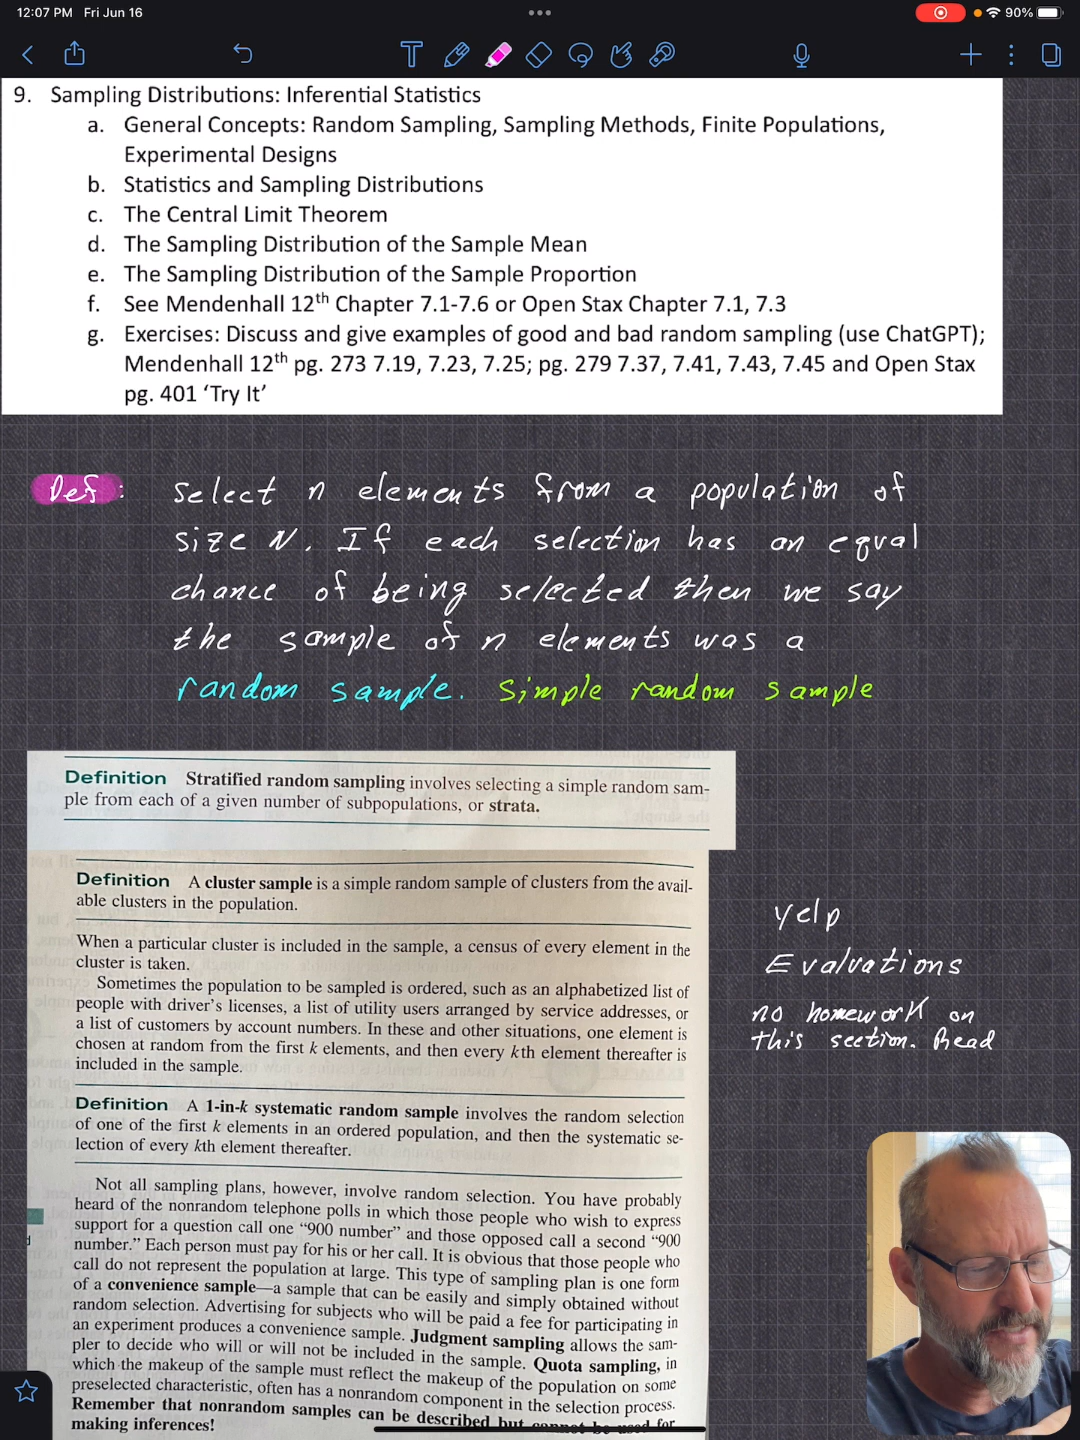 12:07 PM Fri Jun 16
90%
9. Sampling Distributions: Inferential Statistics
a. General Concepts: Random Sampling, Sampling Methods, Finite Populations,
Experimental Designs
b. Statistics and Sampling Distributions
c. The Central Limit Theorem
d. The Sampling Distribution of the Sample Mean
e. The Sampling Distribution of the Sample Proportion
f. See Mendenhall 12th Chapter 7.1-7.6 or Open Stax Chapter 7.1, 7.3
g. Exercises: Discuss and give examples of good and bad random sampling (use ChatGPT);
Mendenhall 12th pg. 273 7.19, 7.23, 7.25; pg. 279 7.37, 7.41, 7.43, 7.45 and Open Stax
pg. 401 ‘Try It’
Def: Select n elements from a population of
size N. If each selection has an equal
chance of being selected then we say
the sample of n elements was a
random sample. Simple random sample
Definition Stratified random sampling involves selecting a simple random sam-
ple from each of a given number of subpopulations, or strata.
Definition A cluster sample is a simple random sample of clusters from the avail-
able clusters in the population.
When a particular cluster is included in the sample, a census of every element in the
cluster is taken.
Sometimes the population to be sampled is ordered, such as an alphabetized list of
people with driver's licenses, a list of utility users arranged by service addresses, or
a list of customers by account numbers. In these and other situations, one element is
chosen at random from the first k elements, and then every kth element thereafter is
included in the sample.
yelp
Evaluations
no homework on
this section. Read
Definition A 1-in-k systematic random sample involves the random selection
of one of the first k elements in an ordered population, and then the systematic se-
lection of every kth element thereafter.
Not all sampling plans, however, involve random selection. You have probably
heard of the nonrandom telephone polls in which those people who wish to express
support for a question call one “900 number” and those opposed call a second “900
number.” Each person must pay for his or her call. It is obvious that those people who
call do not represent the population at large. This type of sampling plan is one form
of a convenience sample—a sample that can be easily and simply obtained without
random selection. Advertising for subjects who will be paid a fee for participating in
an experiment produces a convenience sample. Judgment sampling allows the sam-
pler to decide who will or will not be included in the sample. Quota sampling, in
which the makeup of the sample must reflect the makeup of the population on some
preselected characteristic, often has a nonrandom component in the selection process.
Remember that nonrandom samples can be described but cannot be used for
making inferences!